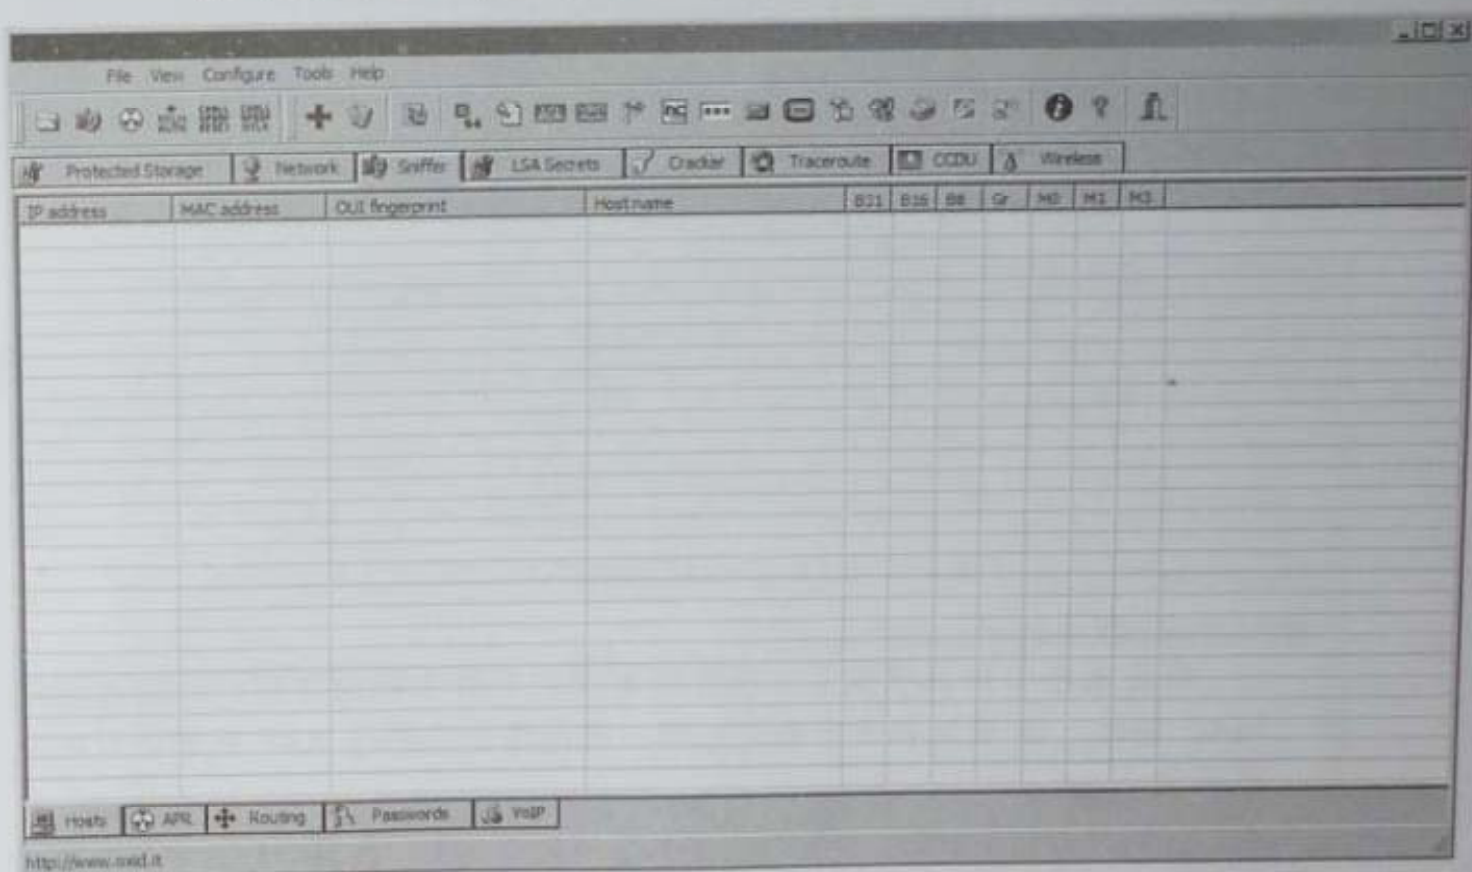 File View Configure Tools Help
Protected Storage Network Sniffer LSA Secrets Cracker Traceroute CCDU Wireless
IP address MAC address OUI fingerprint Host name B31 B16 B8 Gr M0 M1 M3
Hosts APR Routing Passwords VoIP
http://www.oxid.it